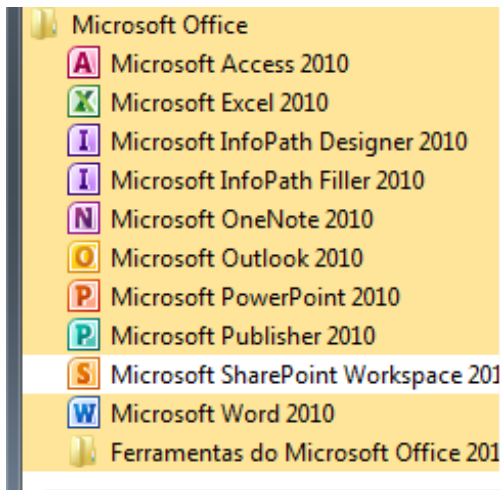 Microsoft Office
A Microsoft Access 2010
X Microsoft Excel 2010
I Microsoft InfoPath Designer 2010
I Microsoft InfoPath Filler 2010
N Microsoft OneNote 2010
O Microsoft Outlook 2010
P Microsoft PowerPoint 2010
P Microsoft Publisher 2010
S Microsoft SharePoint Workspace 201
W Microsoft Word 2010
Ferramentas do Microsoft Office 201